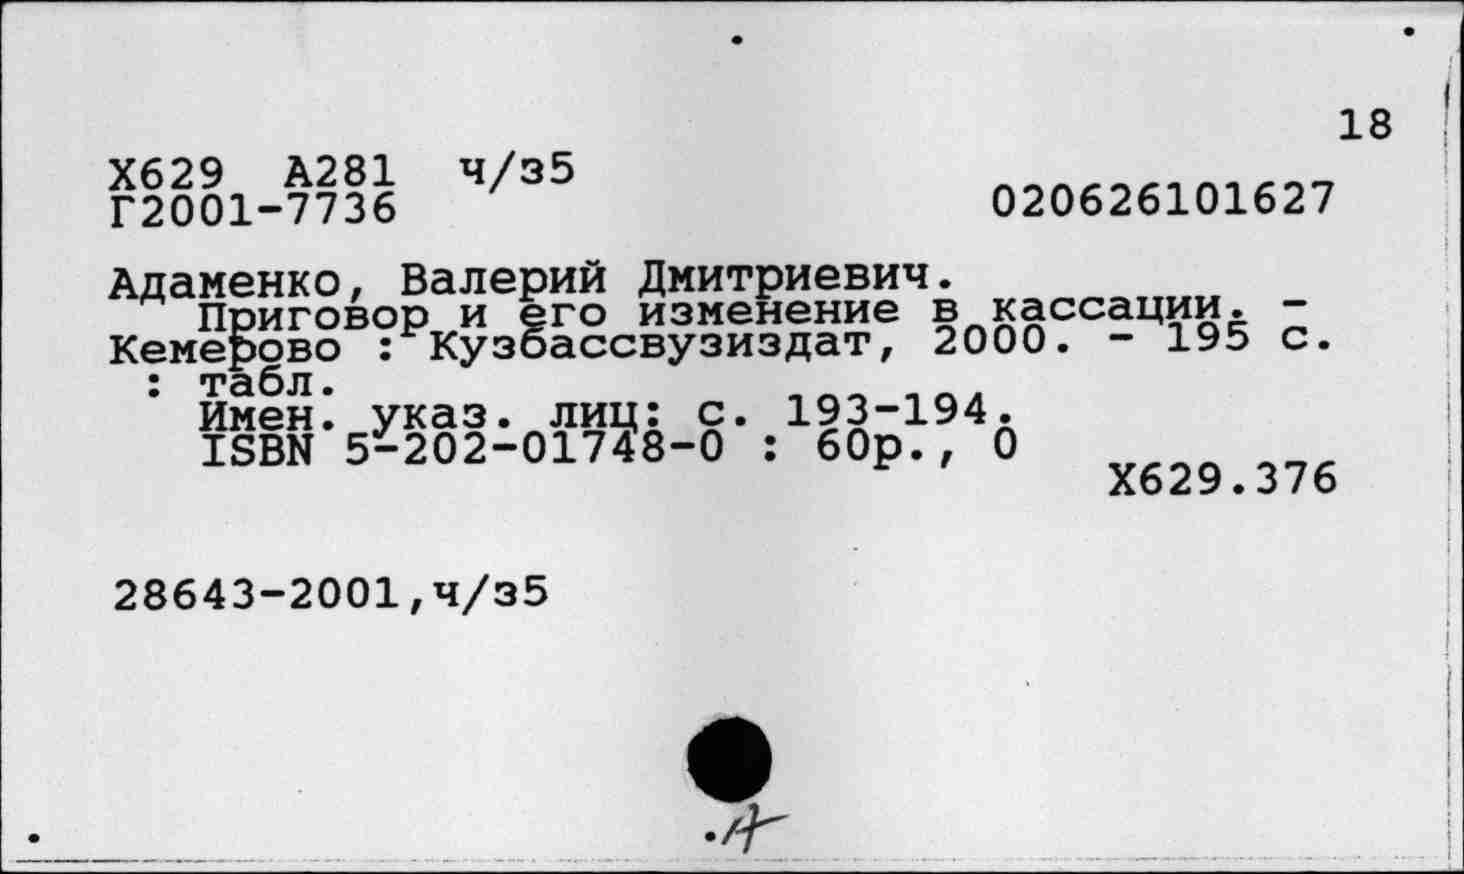 18
Х629 А281 ч/з5
Г2001-7736
020626101627
Адаменко, Валерий Дмитриевич.
Приговор и его изменение в кассации. -
Кемерово : Кузбассвузиздат, 2000. - 195 с.
: табл.
Имен. указ. лиц: с. 193-194.
ISBN 5-202-01748-0 : 60р., 0
Х629.376
28643-2001,ч/з5